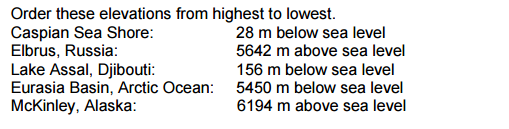 Order these elevations from highest to lowest.
Caspian Sea Shore: 28 m below sea level
Elbrus, Russia: 5642 m above sea level
Lake Assal, Djibouti: 156 m below sea level
Eurasia Basin, Arctic Ocean: 5450 m below sea level
McKinley, Alaska: 6194 m above sea level